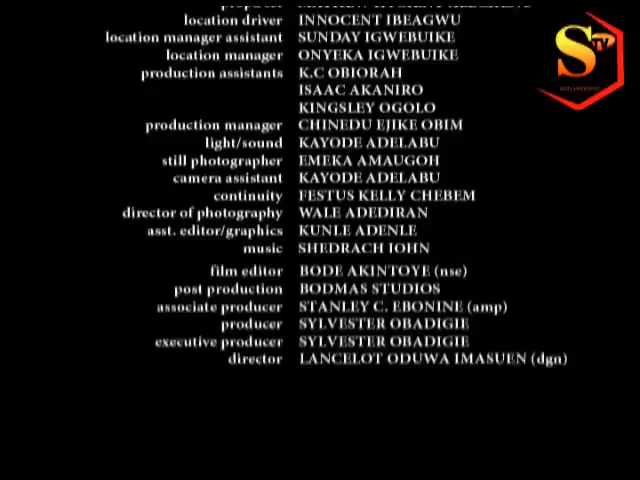 location driver INNOCENT IBEAGWU
location manager assistant SUNDAY IGWEBUIKE
location manager ONYEKA IGWEBUIKE
production assistants K.C OBIORAH
ISAAC AKANIRO
KINGSLEY OGOLO
production manager CHINEDU EJIKE OBIM
light/sound KAYODE ADELABU
still photographer EMEKA AMAUGOH
camera assistant KAYODE ADELABU
continuity FESTUS KELLY CHEBEM
director of photography WALE ADEDIRAN
asst. editor/graphics KUNLE ADENLE
music SHEDRACH JOHN
film editor BODE AKINTOYE (nse)
post production BODMAS STUDIOS
associate producer STANLEY C. EBONINE (amp)
producer SYLVESTER OBADIGIE
executive producer SYLVESTER OBADIGIE
director LANCELOT ODUWA IMASUEN (dgn)
S TV